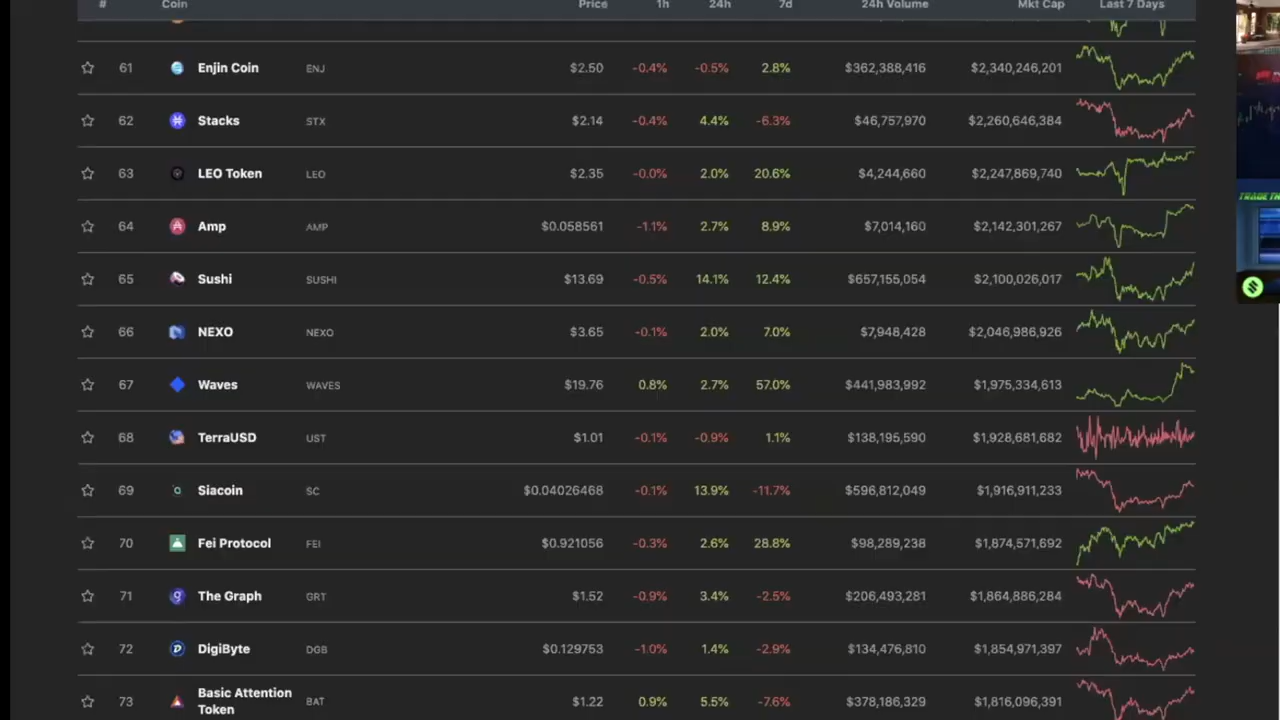 # Coin Price 1h 24h 7d 24h Volume Mkt Cap Last 7 Days
61 Enjin Coin ENJ $2.50 -0.4% -0.5% 2.8% $362,388,416 $2,340,246,201
62 Stacks STX $2.14 -0.4% 4.4% -6.3% $46,757,970 $2,260,646,384
63 LEO Token LEO $2.35 -0.0% 2.0% 20.6% $4,244,660 $2,247,869,740
64 Amp AMP $0.058561 -1.1% 2.7% 8.9% $7,014,160 $2,142,301,267
65 Sushi SUSHI $13.69 -0.5% 14.1% 12.4% $657,155,054 $2,100,026,017
66 NEXO NEXO $3.65 -0.1% 2.0% 7.0% $7,948,428 $2,046,986,926
67 Waves WAVES $19.76 0.8% 2.7% 57.0% $441,983,992 $1,975,334,613
68 TerraUSD UST $1.01 -0.1% -0.9% 1.1% $138,195,590 $1,928,681,682
69 Siacoin SC $0.04026468 -0.1% 13.9% -11.7% $596,812,049 $1,916,911,233
70 Fei Protocol FEI $0.921056 -0.3% 2.6% 28.8% $98,289,238 $1,874,571,692
71 The Graph GRT $1.52 -0.9% 3.4% -2.5% $206,493,281 $1,864,886,284
72 DigiByte DGB $0.129753 -1.0% 1.4% -2.9% $134,476,810 $1,854,971,397
73 Basic Attention Token BAT $1.22 0.9% 5.5% -7.6% $378,186,329 $1,816,096,391